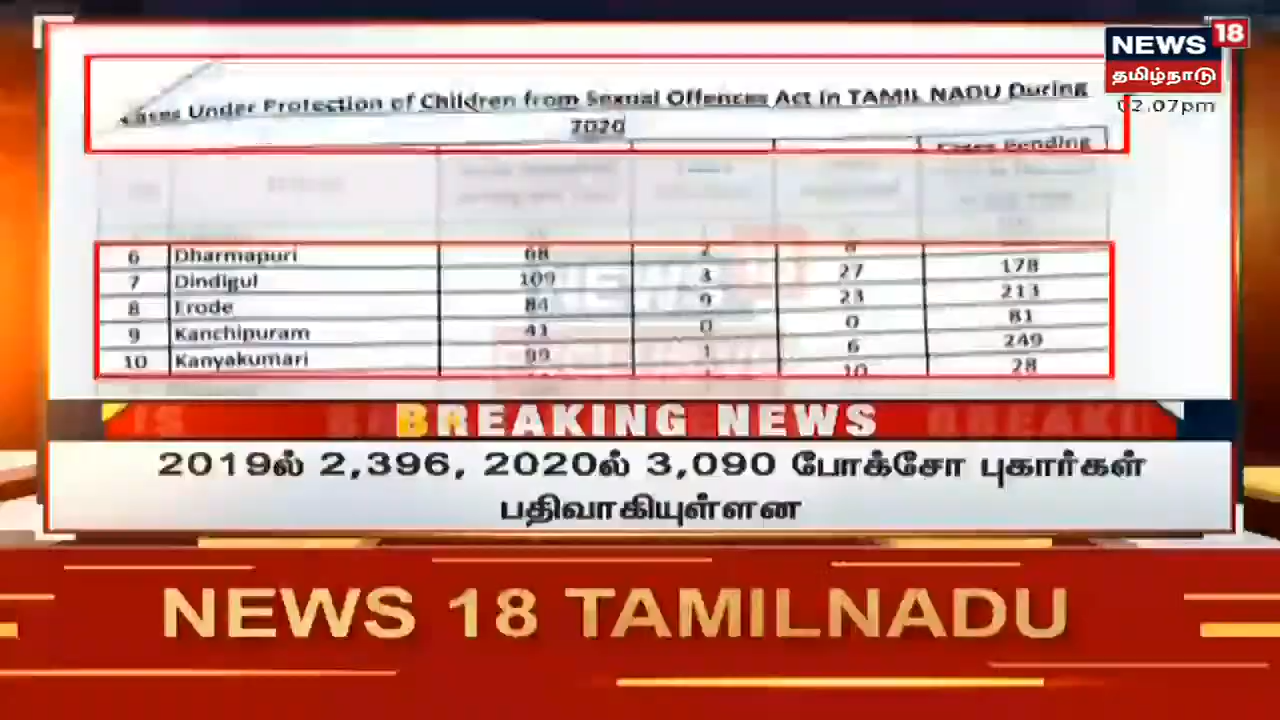 NEWS 18
தமிழ்நாடு
02.07pm
Cases Under Protection of Children from Sexual Offences Act in TAMIL NADU During
2020
Cases Pending
6 Dharmapuri 68 2
7 Dindigul 109 3 27 178
8 Erode 84 9 23 213
9 Kanchipuram 41 0 0 81
10 Kanyakumari 99 1 6 249
10 28
BREAKING NEWS
2019ல் 2,396, 2020ல் 3,090 போக்சோ புகார்கள்
பதிவாகியுள்ளன
NEWS 18 TAMILNADU